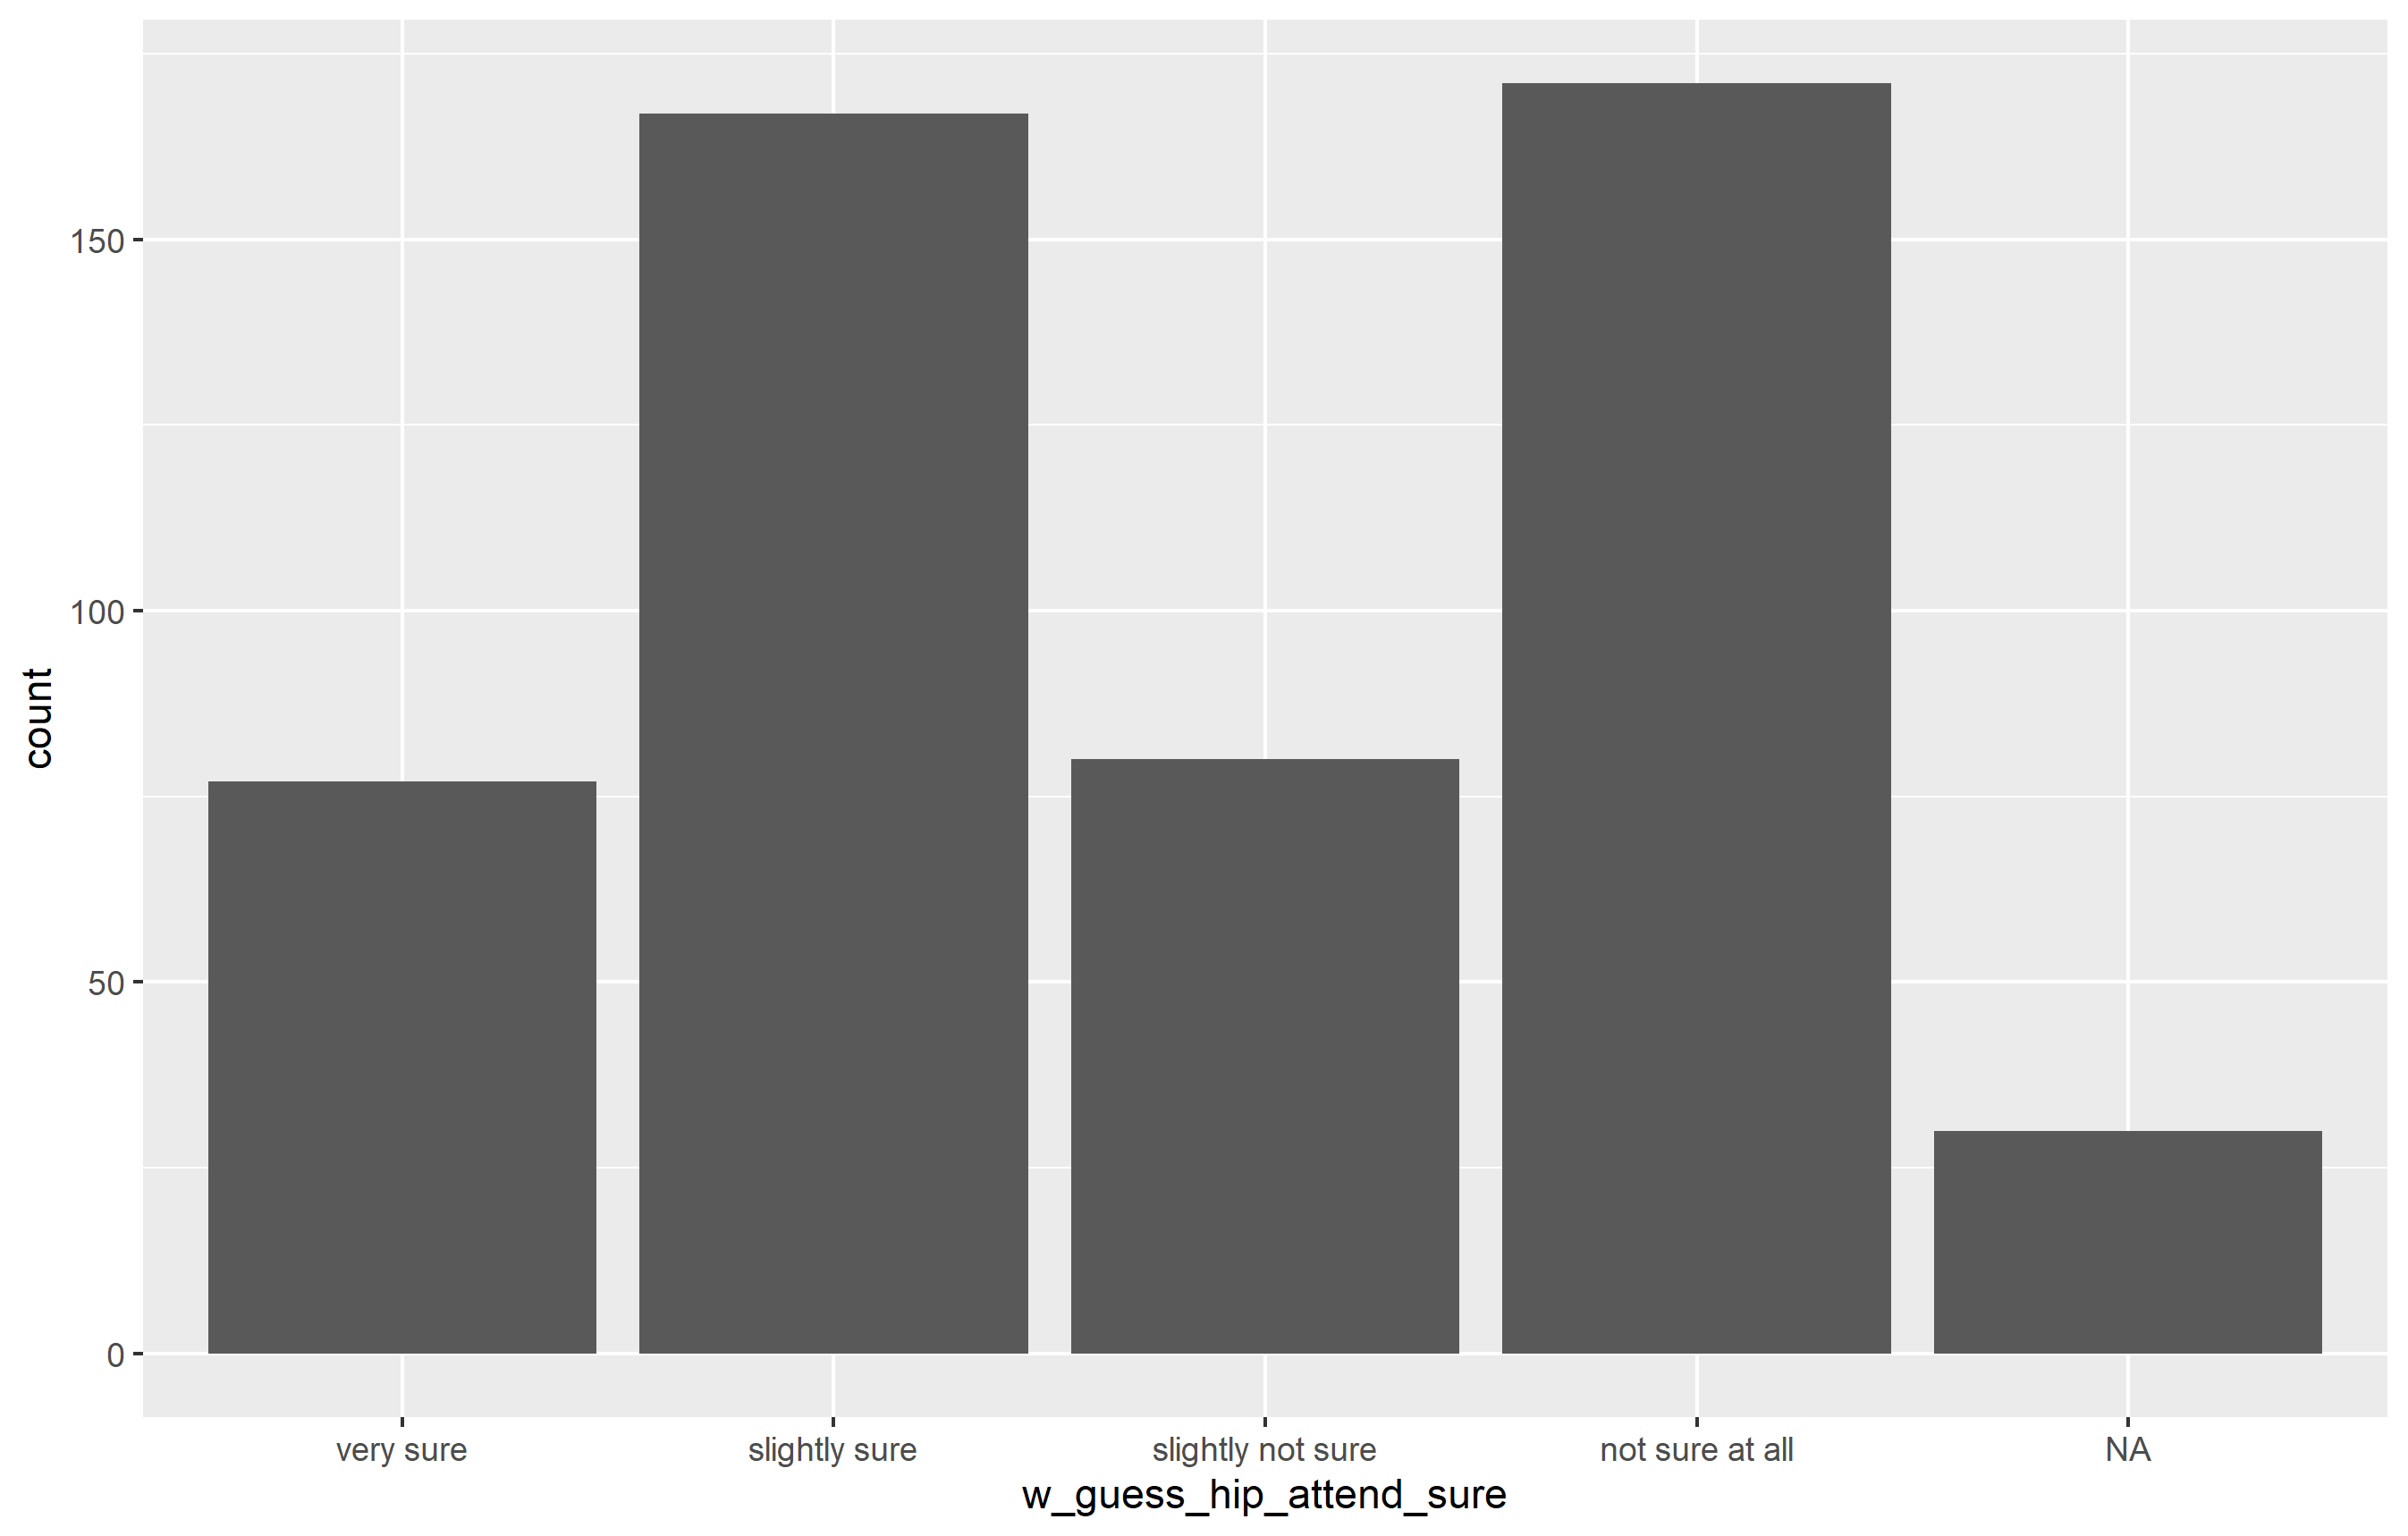 150
100
50
0
count
very sure
slightly sure
slightly not sure
not sure at all
NA
w_guess_hip_attend_sure